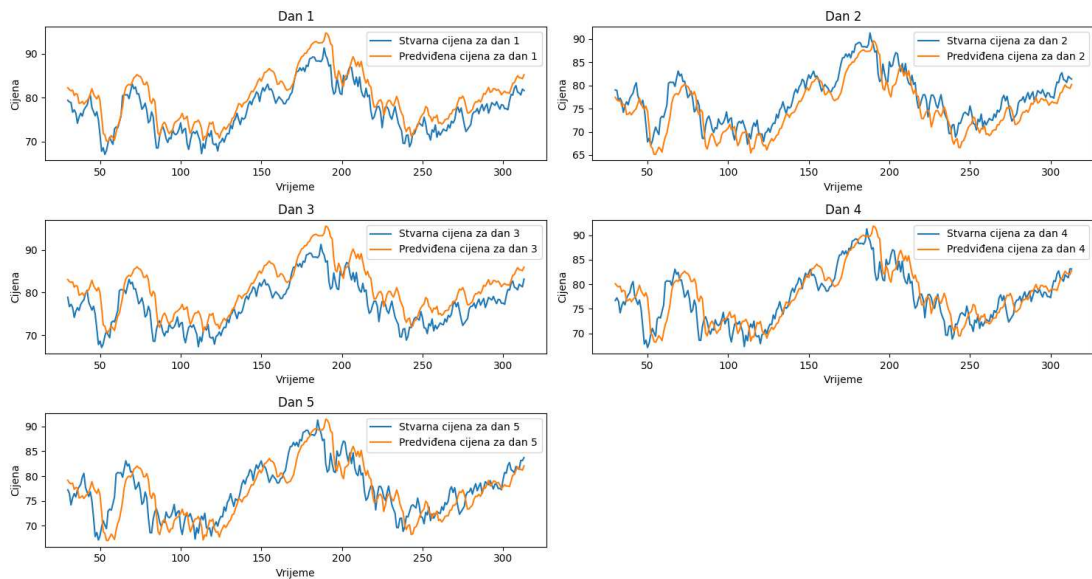 Dan 1
Cijena
90
80
70
Stvarna cijena za dan 1
Predviđena cijena za dan 1
50 100 150 200 250 300
Vrijeme
Dan 2
Cijena
90
85
80
75
70
65
Stvarna cijena za dan 2
Predviđena cijena za dan 2
50 100 150 200 250 300
Vrijeme
Dan 3
Cijena
90
80
70
Stvarna cijena za dan 3
Predviđena cijena za dan 3
50 100 150 200 250 300
Vrijeme
Dan 4
Cijena
90
85
80
75
70
Stvarna cijena za dan 4
Predviđena cijena za dan 4
50 100 150 200 250 300
Vrijeme
Dan 5
Cijena
90
85
80
75
70
Stvarna cijena za dan 5
Predviđena cijena za dan 5
50 100 150 200 250 300
Vrijeme